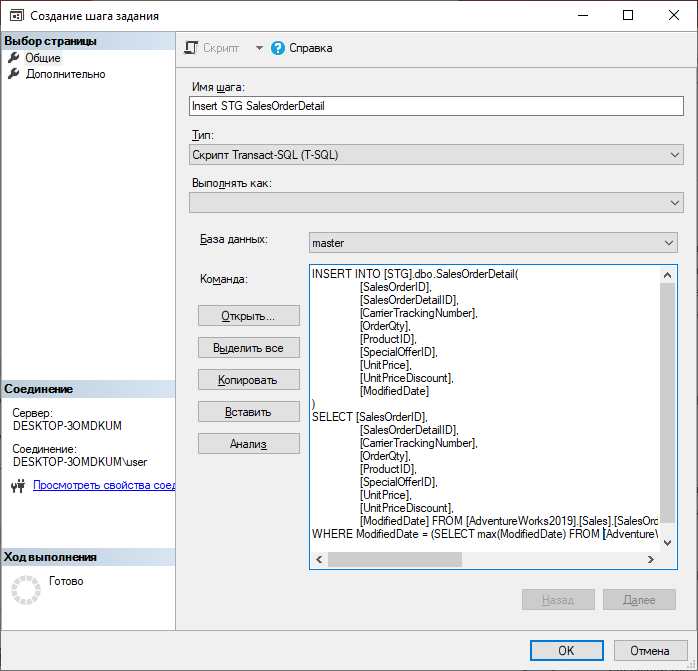 Создание шага задания
Выбор страницы
Общие
Дополнительно
Скрипт
Справка
Имя шага:
Insert STG SalesOrderDetail
Тип:
Скрипт Transact-SQL (T-SQL)
Выполнять как:
База данных:
master
Команда:
Открыть...
Выделить все
Копировать
Вставить
Анализ
INSERT INTO [STG].dbo.SalesOrderDetail(
[SalesOrderID],
[SalesOrderDetailID],
[CarrierTrackingNumber],
[OrderQty],
[ProductID],
[SpecialOfferID],
[UnitPrice],
[UnitPriceDiscount],
[ModifiedDate]
)
SELECT [SalesOrderID],
[SalesOrderDetailID],
[CarrierTrackingNumber],
[OrderQty],
[ProductID],
[SpecialOfferID],
[UnitPrice],
[UnitPriceDiscount],
[ModifiedDate] FROM [AdventureWorks2019].[Sales].[SalesOrd
WHERE ModifiedDate = (SELECT max(ModifiedDate) FROM [AdventureW
Соединение
Сервер:
DESKTOP-3OMDKUM
Соединение:
DESKTOP-3OMDKUM\user
Просмотреть свойства соед
Ход выполнения
Готово
Назад
Далее
OK
Отмена